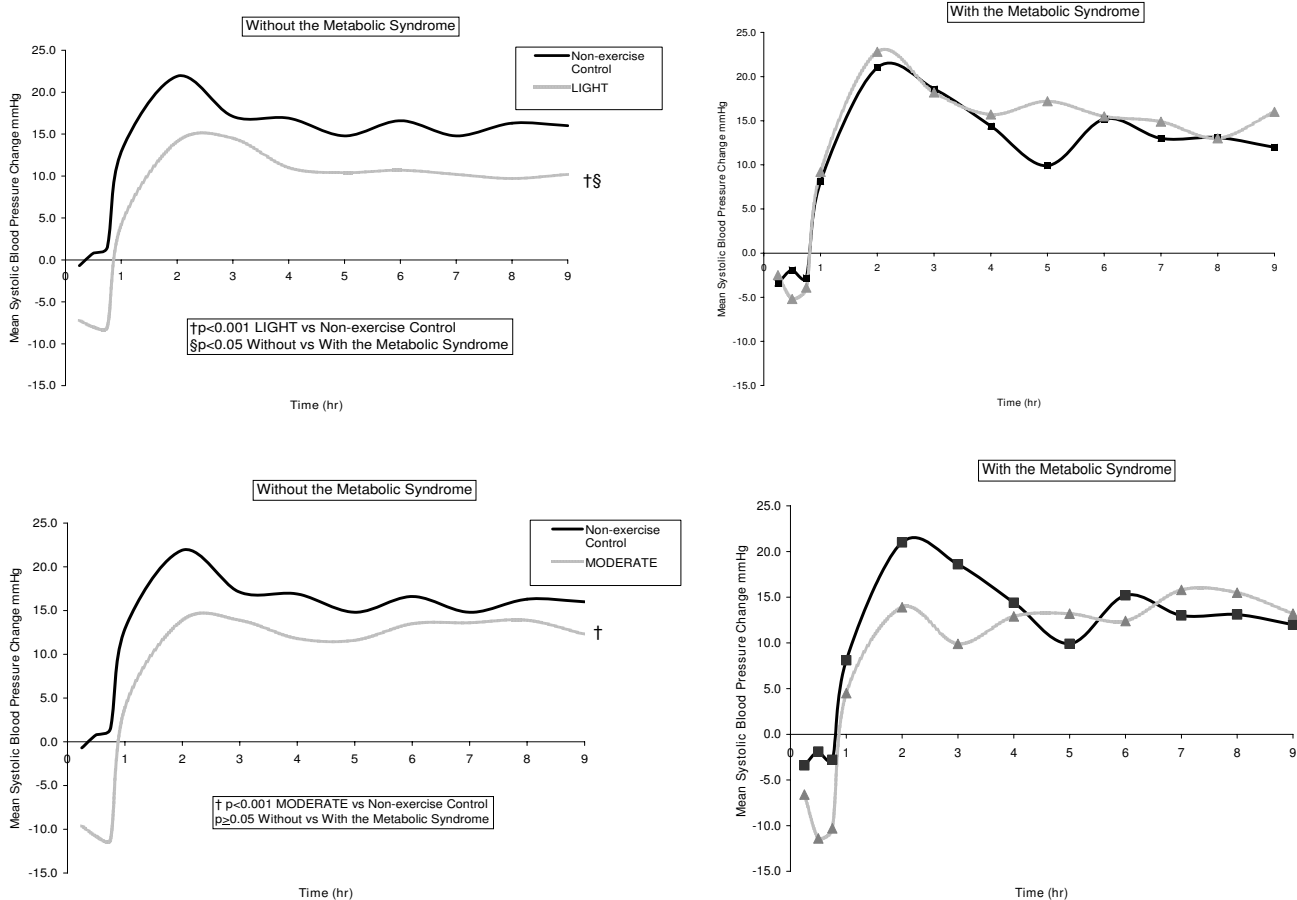 Without the Metabolic Syndrome
Mean Systolic Blood Pressure Change mmHg
25.0
20.0
15.0
10.0
5.0
0.0
-5.0
-10.0
-15.0
0 1 2 3 4 5 6 7 8 9
Non-exercise
Control
LIGHT
†§
†p<0.001 LIGHT vs Non-exercise Control
§p<0.05 Without vs With the Metabolic Syndrome
Time (hr)
With the Metabolic Syndrome
Mean Systolic Blood Pressure Change mmHg
25.0
20.0
15.0
10.0
5.0
0.0
-5.0
-10.0
-15.0
0 1 2 3 4 5 6 7 8 9
Time (hr)
Without the Metabolic Syndrome
Mean Systolic Blood Pressure Change mmHg
25.0
20.0
15.0
10.0
5.0
0.0
-5.0
-10.0
-15.0
0 1 2 3 4 5 6 7 8 9
Non-exercise
Control
MODERATE
†
† p<0.001 MODERATE vs Non-exercise Control
p≥0.05 Without vs With the Metabolic Syndrome
Time (hr)
With the Metabolic Syndrome
Mean Systolic Blood Pressure Change mmHg
25.0
20.0
15.0
10.0
5.0
0.0
-5.0
-10.0
-15.0
0 1 2 3 4 5 6 7 8 9
Time (hr)